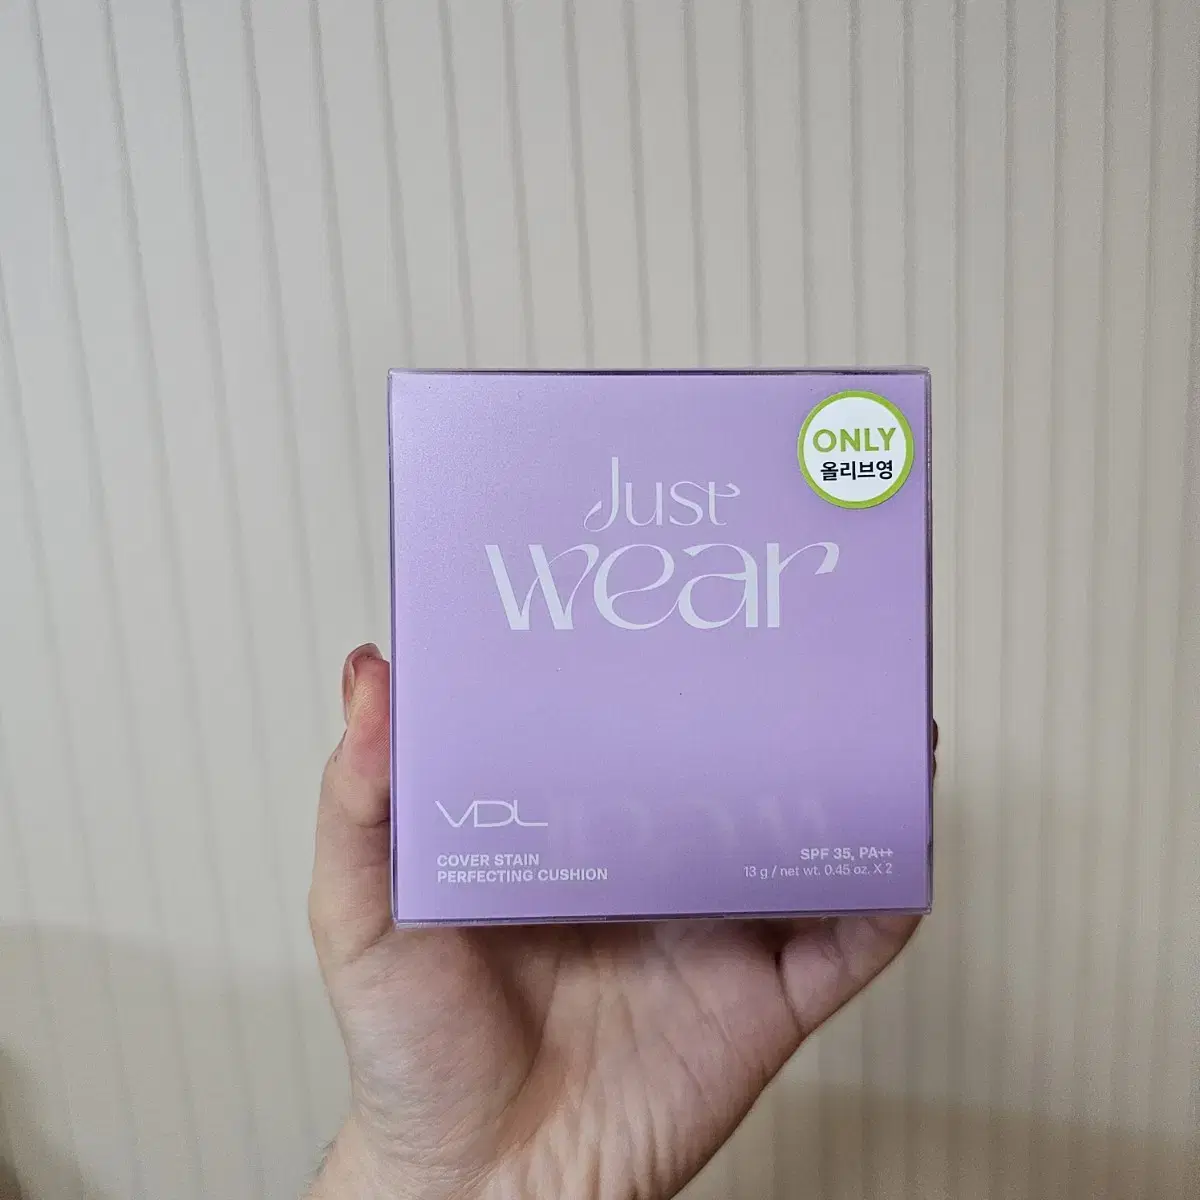 ONLY
올리브영
Just
wear
VDL
COVER STAIN
PERFECTING CUSHION
SPF 35, PA++
13 g / net wt. 0.45 oz. X 2